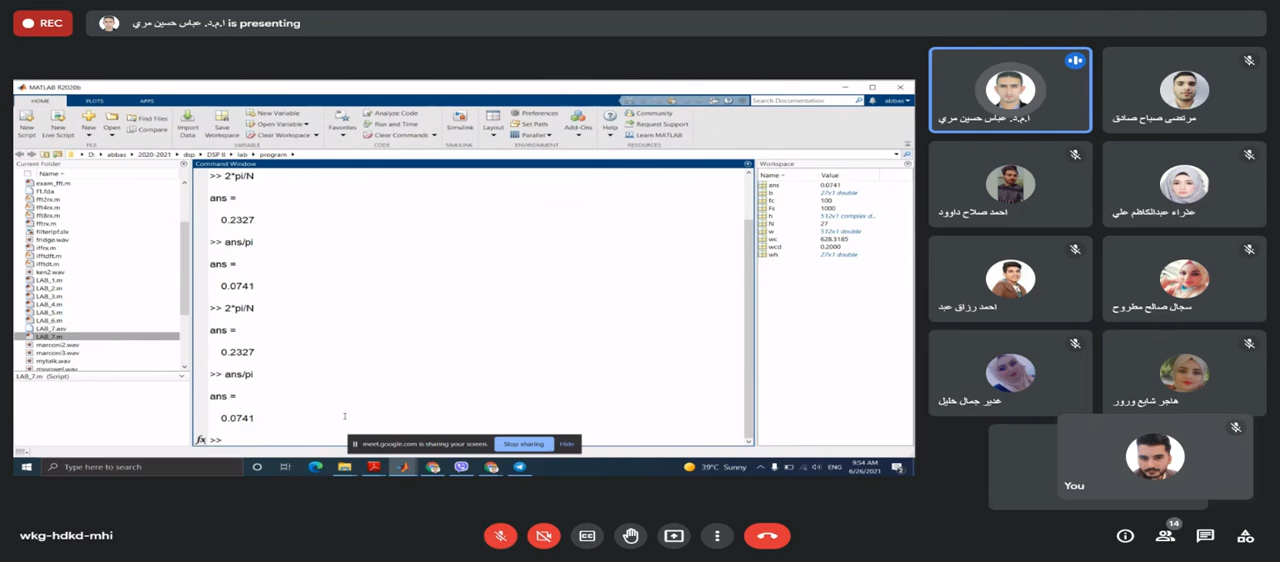 REC
ا.م.د. عباس حسين مري is presenting
MATLAB R2020b
HOME PLOTS APPS
Search Documentation
abbas
New Script
New Live Script
New
Open
Find Files
Compare
Import Data
Save Workspace
New Variable
Open Variable
Clear Workspace
Favorites
Analyze Code
Run and Time
Clear Commands
Simulink
Layout
Preferences
Set Path
Parallel
Add-Ons
Help
Community
Request Support
Learn MATLAB
FILE
VARIABLE
CODE
SIMULINK
ENVIRONMENT
RESOURCES
D: abbas 2020-2021 dsp DSP II lab program
Current Folder
Name
exam_fft.m
f1.fda
fft2rx.m
fft4rx.m
fft8rx.m
fftrx.m
filteript.slx
fridge.wav
iffrx.m
ifftdft.m
ifftdt.m
ken2.wav
LAB_1.m
LAB_2.m
LAB_3.m
LAB_4.m
LAB_5.m
LAB_6.m
LAB_7.asv
LAB_7.m
marconi2.wav
marconi3.wav
mytalk.wav
myvowel.wav
LAB_7.m (Script)
Command Window
>> 2*pi/N
ans =
0.2327
>> ans/pi
ans =
0.0741
>> 2*pi/N
ans =
0.2327
>> ans/pi
ans =
0.0741
fx >>
Workspace
Name Value
ans 0.0741
b 27x1 double
fc 100
Fs 1000
h 512x1 complex d...
N 27
w 512x1 double
wc 628.3185
wcd 0.2000
wh 27x1 double
meet.google.com is sharing your screen.
Stop sharing
Hide
Type here to search
39°C Sunny
ENG
9:54 AM
6/26/2021
ا.م.د. عباس حسين مري
مرتضى صباح صادق
احمد صلاح داوود
عذراء عبدالكاظم علي
احمد رزاق عبد
سجال صالح مطروح
غدير جمال خليل
هاجر شايع ورور
You
wkg-hdkd-mhi
14